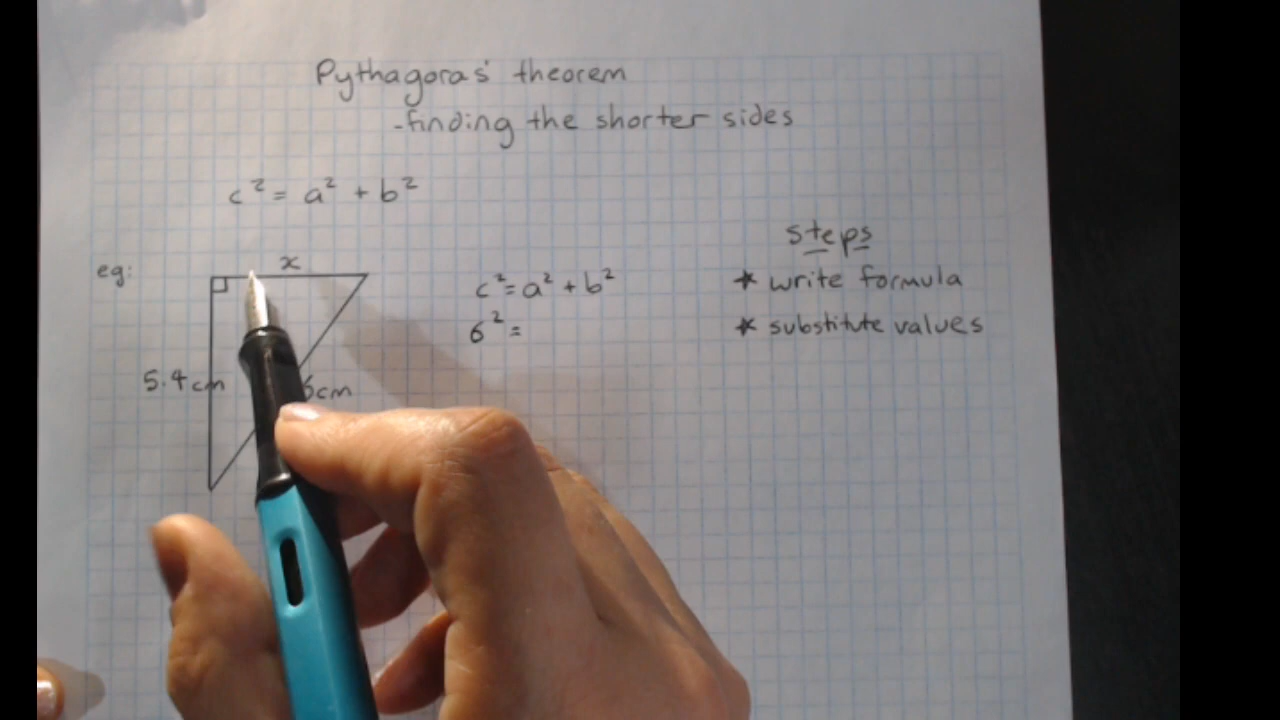 Pythagoras' theorem
-finding the shorter sides
c² = a² + b²
eg:
x
5.4cm
6cm
c² = a² + b²
6² =
steps
* write formula
* substitute values